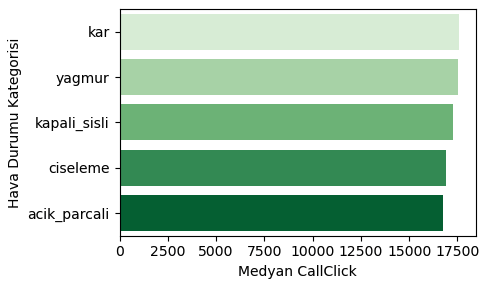 Hava Durumu Kategorisi
kar
yagmur
kapali_sisli
ciseleme
acik_parcali
0 2500 5000 7500 10000 12500 15000 17500
Medyan CallClick